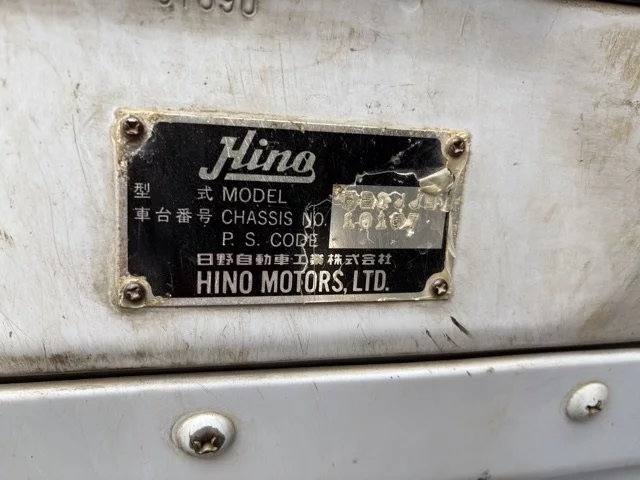 Hino
型 式 MODEL
車台番号 CHASSIS NO. 10167
P. S. CODE
日野自動車工業株式会社
HINO MOTORS, LTD.